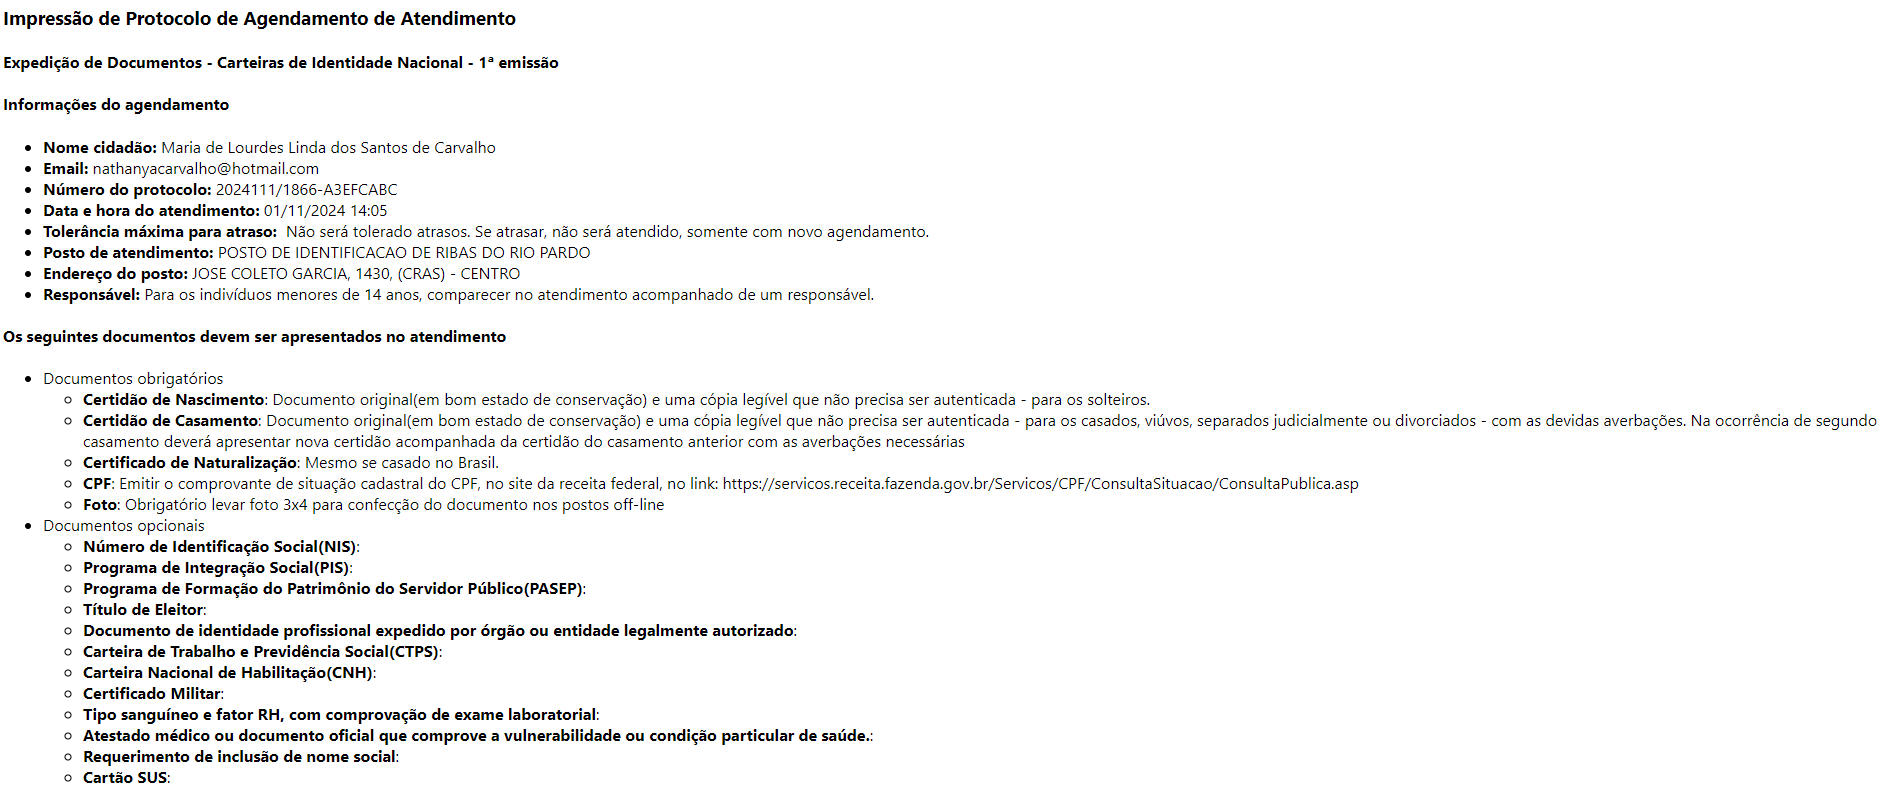 Impressão de Protocolo de Agendamento de Atendimento
Expedição de Documentos - Carteiras de Identidade Nacional - 1ª emissão
Informações do agendamento
Nome cidadão: Maria de Lourdes Linda dos Santos de Carvalho
Email: nathanyacarvalho@hotmail.com
Número do protocolo: 2024111/1866-A3EFCABC
Data e hora do atendimento: 01/11/2024 14:05
Tolerância máxima para atraso: Não será tolerado atrasos. Se atrasar, não será atendido, somente com novo agendamento.
Posto de atendimento: POSTO DE IDENTIFICACAO DE RIBAS DO RIO PARDO
Endereço do posto: JOSE COLETO GARCIA, 1430, (CRAS) - CENTRO
Responsável: Para os indivíduos menores de 14 anos, comparecer no atendimento acompanhado de um responsável.
Os seguintes documentos devem ser apresentados no atendimento
Documentos obrigatórios
Certidão de Nascimento: Documento original(em bom estado de conservação) e uma cópia legível que não precisa ser autenticada - para os solteiros.
Certidão de Casamento: Documento original(em bom estado de conservação) e uma cópia legível que não precisa ser autenticada - para os casados, viúvos, separados judicialmente ou divorciados - com as devidas averbações. Na ocorrência de segundo
casamento deverá apresentar nova certidão acompanhada da certidão do casamento anterior com as averbações necessárias
Certificado de Naturalização: Mesmo se casado no Brasil.
CPF: Emitir o comprovante de situação cadastral do CPF, no site da receita federal, no link: https://servicos.receita.fazenda.gov.br/Servicos/CPF/ConsultaSituacao/ConsultaPublica.asp
Foto: Obrigatório levar foto 3x4 para confecção do documento nos postos off-line
Documentos opcionais
Número de Identificação Social(NIS):
Programa de Integração Social(PIS):
Programa de Formação do Patrimônio do Servidor Público(PASEP):
Título de Eleitor:
Documento de identidade profissional expedido por órgão ou entidade legalmente autorizado:
Carteira de Trabalho e Previdência Social(CTPS):
Carteira Nacional de Habilitação(CNH):
Certificado Militar:
Tipo sanguíneo e fator RH, com comprovação de exame laboratorial:
Atestado médico ou documento oficial que comprove a vulnerabilidade ou condição particular de saúde.:
Requerimento de inclusão de nome social:
Cartão SUS: